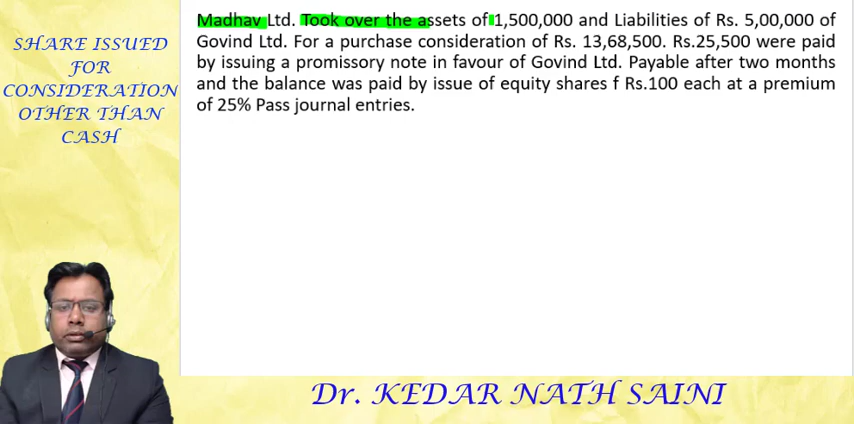 SHARE ISSUED
FOR
CONSIDERATION
OTHER THAN
CASH
Madhav Ltd. Took over the assets of 1,500,000 and Liabilities of Rs. 5,00,000 of
Govind Ltd. For a purchase consideration of Rs. 13,68,500. Rs.25,500 were paid
by issuing a promissory note in favour of Govind Ltd. Payable after two months
and the balance was paid by issue of equity shares f Rs.100 each at a premium
of 25% Pass journal entries.
Dr. KEDAR NATH SAINI